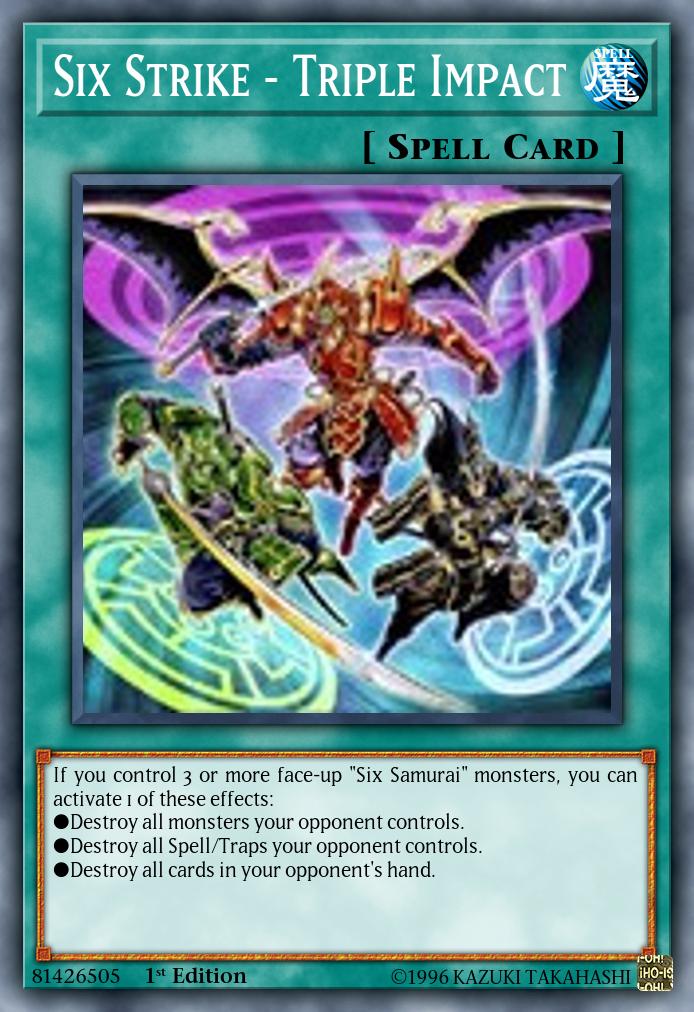 Six Strike - Triple Impact
SPELL
魔
[ Spell Card ]
If you control 3 or more face-up "Six Samurai" monsters, you can
activate 1 of these effects:
●Destroy all monsters your opponent controls.
●Destroy all Spell/Traps your opponent controls.
●Destroy all cards in your opponent's hand.
81426505 1st Edition ©1996 KAZUKI TAKAHASHI